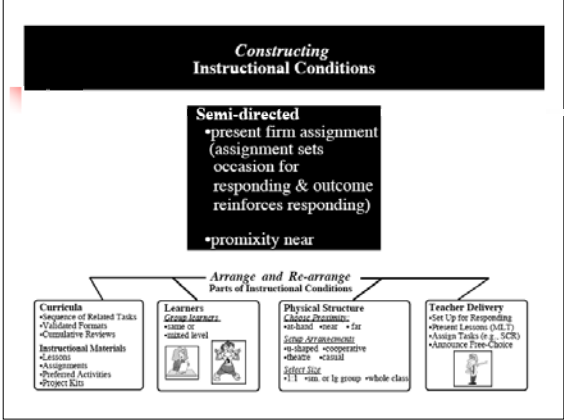 Constructing
Instructional Conditions
Semi-directed
•present firm assignment
(assignment sets
occasion for
responding & outcome
reinforces responding)
•promixity near
Arrange and Re-arrange
Parts of Instructional Conditions
Curricula
•Sequence of Related Tasks
•Validated Formats
•Cumulative Reviews
Instructional Materials
•Lessons
•Assignments
•Preferred Activities
•Project Kits
Learners
Group learners
•same or
•mixed level
Physical Structure
Choose Proximity:
•at-hand •near •far
Setup Arrangements
•u-shaped •cooperative
•theatre •casual
Select Size
•1:1 •sm. or lg group •whole class
Teacher Delivery
•Set Up for Responding
•Present Lessons (MLT)
•Assign Tasks (e.g., SCR)
•Announce Free-Choice